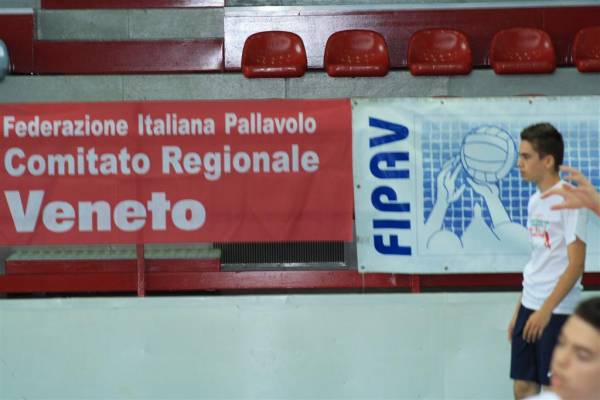 Federazione Italiana Pallavolo
Comitato Regionale
Veneto
FIPAV